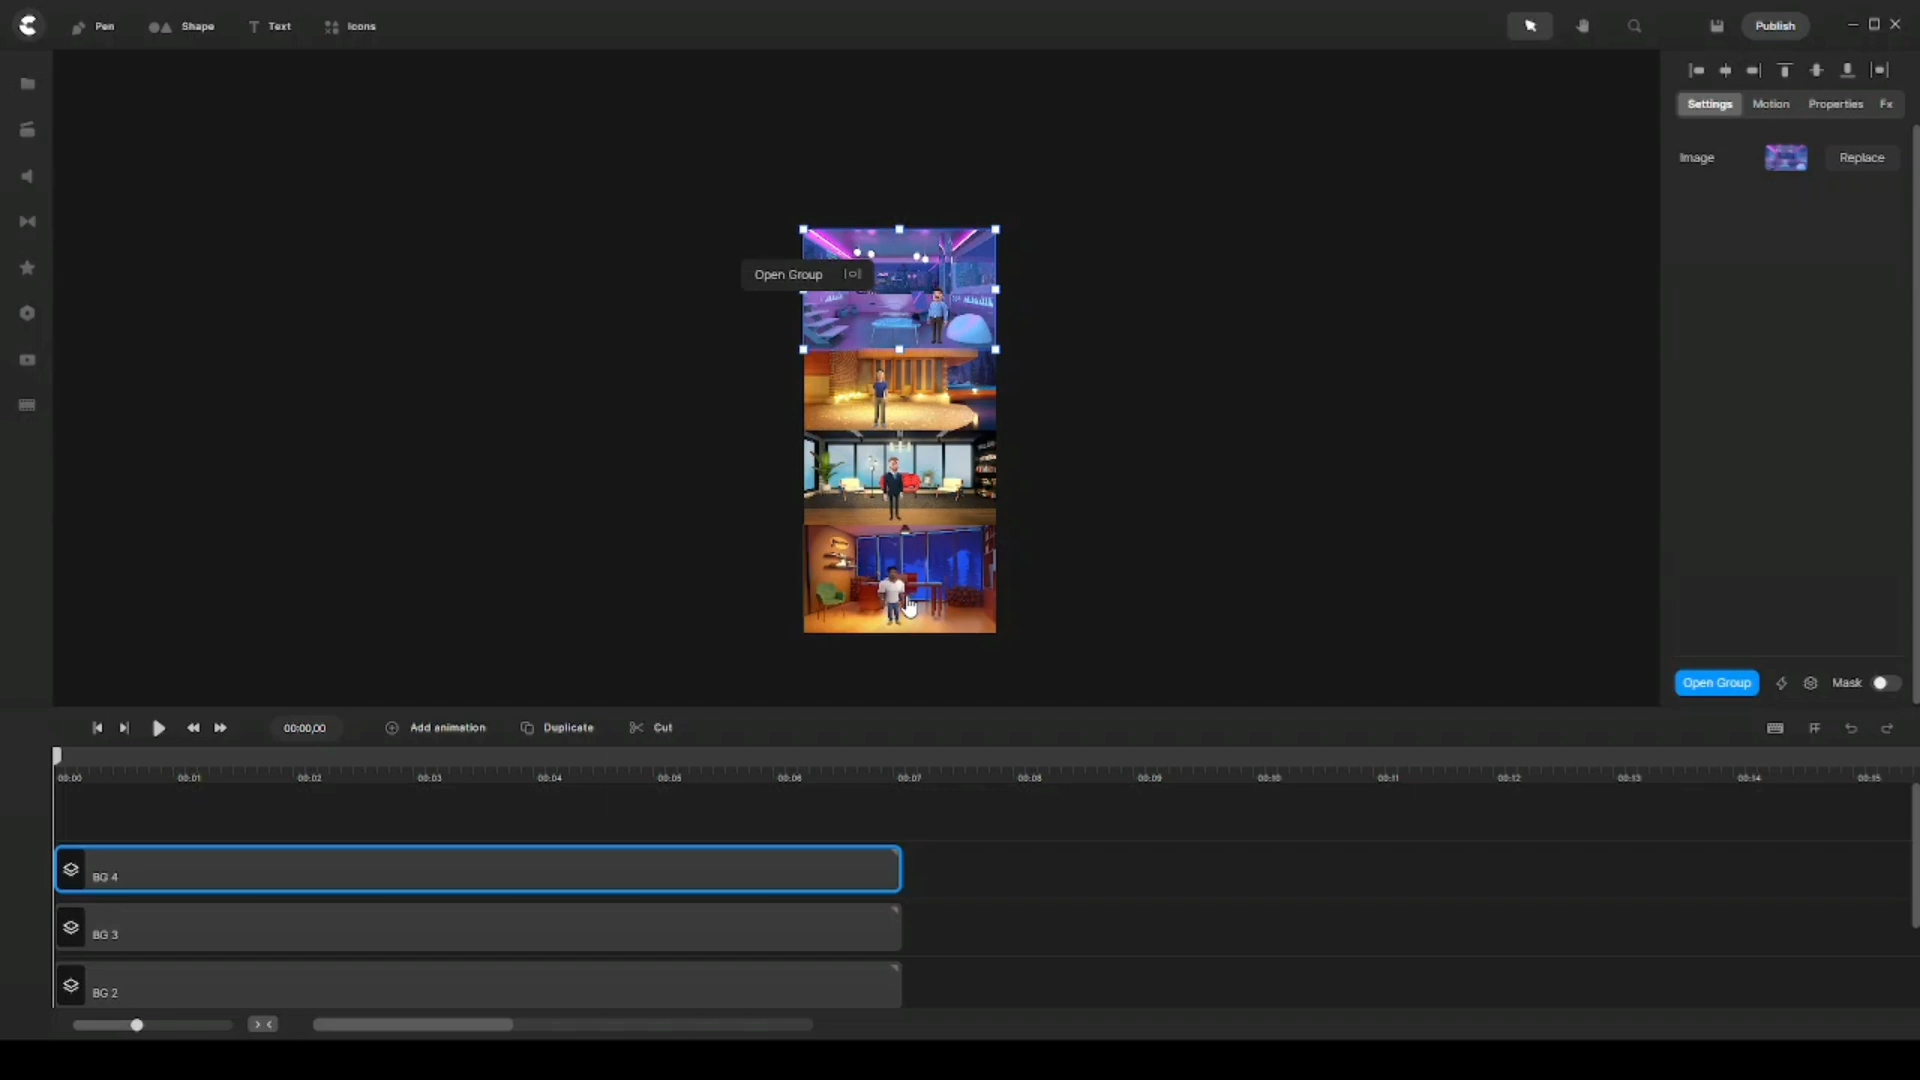 Pen
Shape
Text
Icons
Publish
Settings
Motion
Properties
Fx
Image
Replace
Open Group
Open Group
Mask
00:00,00
Add animation
Duplicate
Cut
00:00
00:01
00:02
00:03
00:04
00:05
00:06
00:07
00:08
00:09
00:10
00:11
00:12
00:13
00:14
00:15
BG 4
BG 3
BG 2